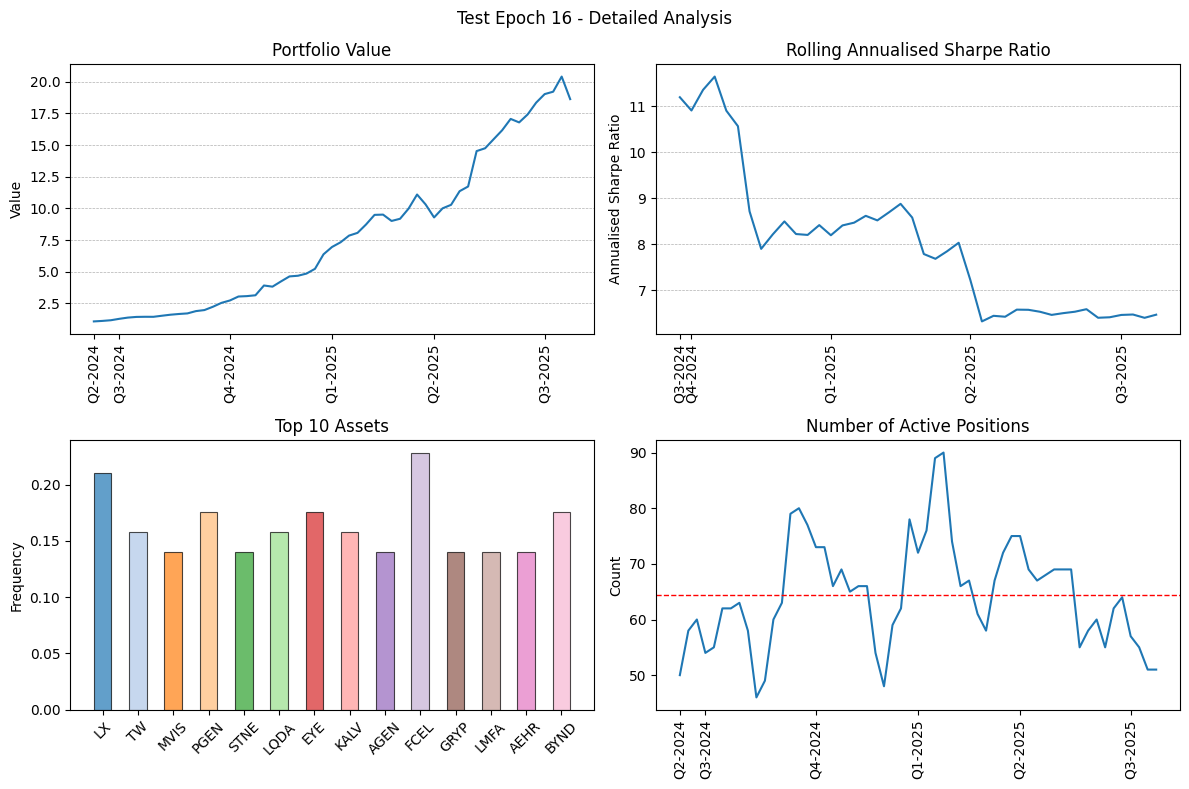 Test Epoch 16 - Detailed Analysis
Portfolio Value
Value
20.0
17.5
15.0
12.5
10.0
7.5
5.0
2.5
Q2-2024
Q3-2024
Q4-2024
Q1-2025
Q2-2025
Q3-2025
Rolling Annualised Sharpe Ratio
Annualised Sharpe Ratio
11
10
9
8
7
Q3-2024
Q4-2024
Q1-2025
Q2-2025
Q3-2025
Top 10 Assets
Frequency
0.20
0.15
0.10
0.05
0.00
LX
TW
MVIS
PGEN
STNE
LQDA
EYE
KALV
AGEN
FCEL
GRYP
LMFA
AEHR
BYND
Number of Active Positions
Count
90
80
70
60
50
Q2-2024
Q3-2024
Q4-2024
Q1-2025
Q2-2025
Q3-2025